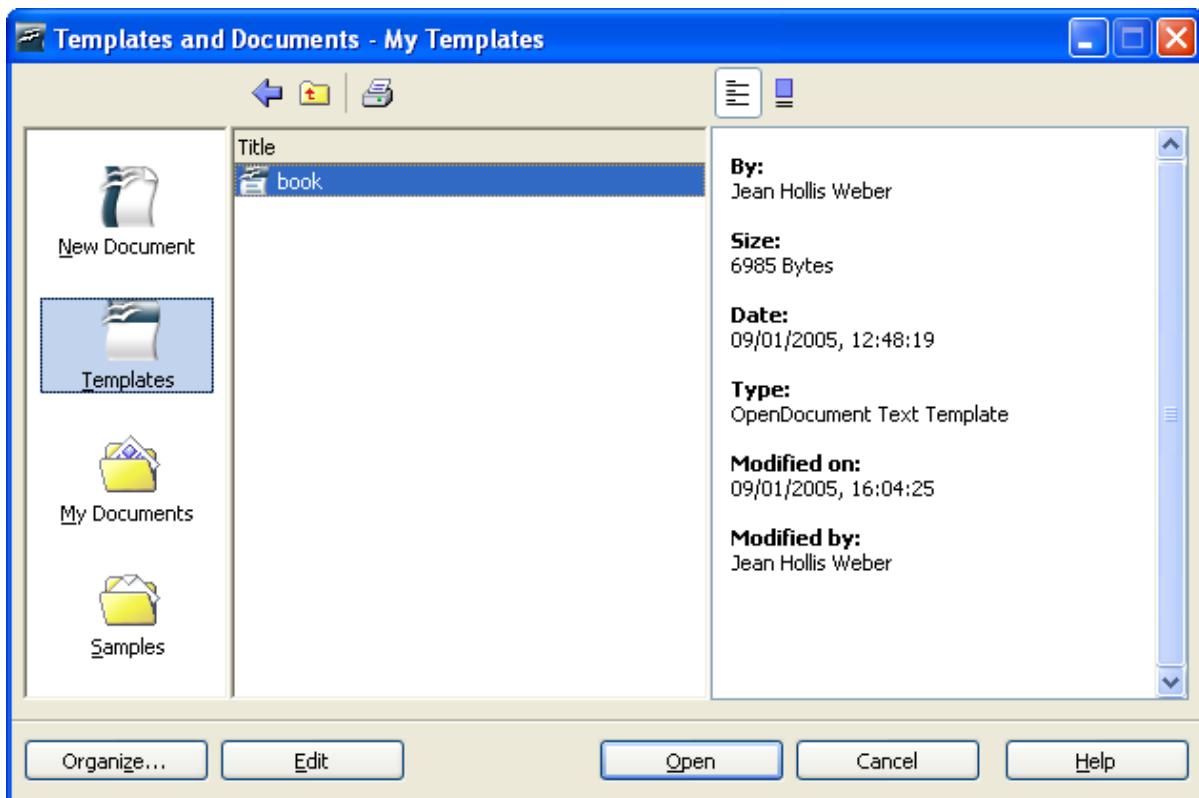 Templates and Documents - My Templates
New Document
Templates
My Documents
Samples
Title
book
By:
Jean Hollis Weber
Size:
6985 Bytes
Date:
09/01/2005, 12:48:19
Type:
OpenDocument Text Template
Modified on:
09/01/2005, 16:04:25
Modified by:
Jean Hollis Weber
Organize...
Edit
Open
Cancel
Help